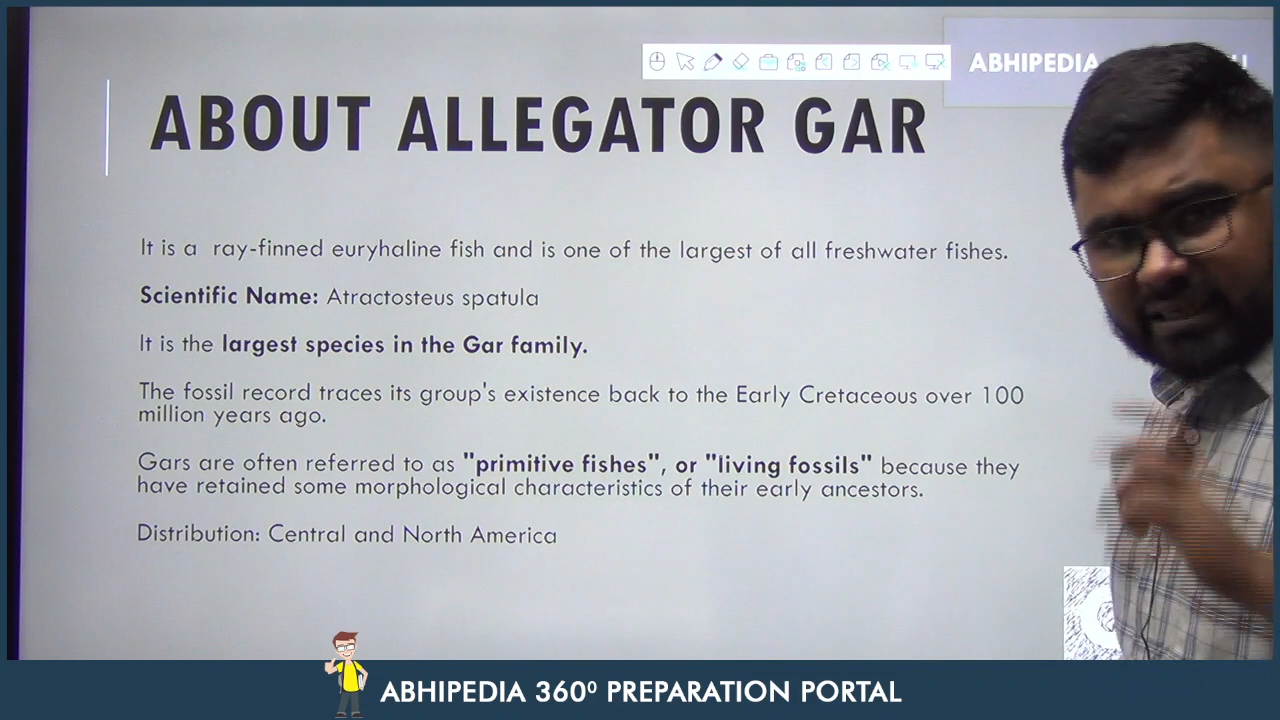 ABHIPEDIA
ABOUT ALLEGATOR GAR
It is a ray-finned euryhaline fish and is one of the largest of all freshwater fishes.
Scientific Name: Atractosteus spatula
It is the largest species in the Gar family.
The fossil record traces its group's existence back to the Early Cretaceous over 100
million years ago.
Gars are often referred to as "primitive fishes", or "living fossils" because they
have retained some morphological characteristics of their early ancestors.
Distribution: Central and North America
ABHIPEDIA 360⁰ PREPARATION PORTAL